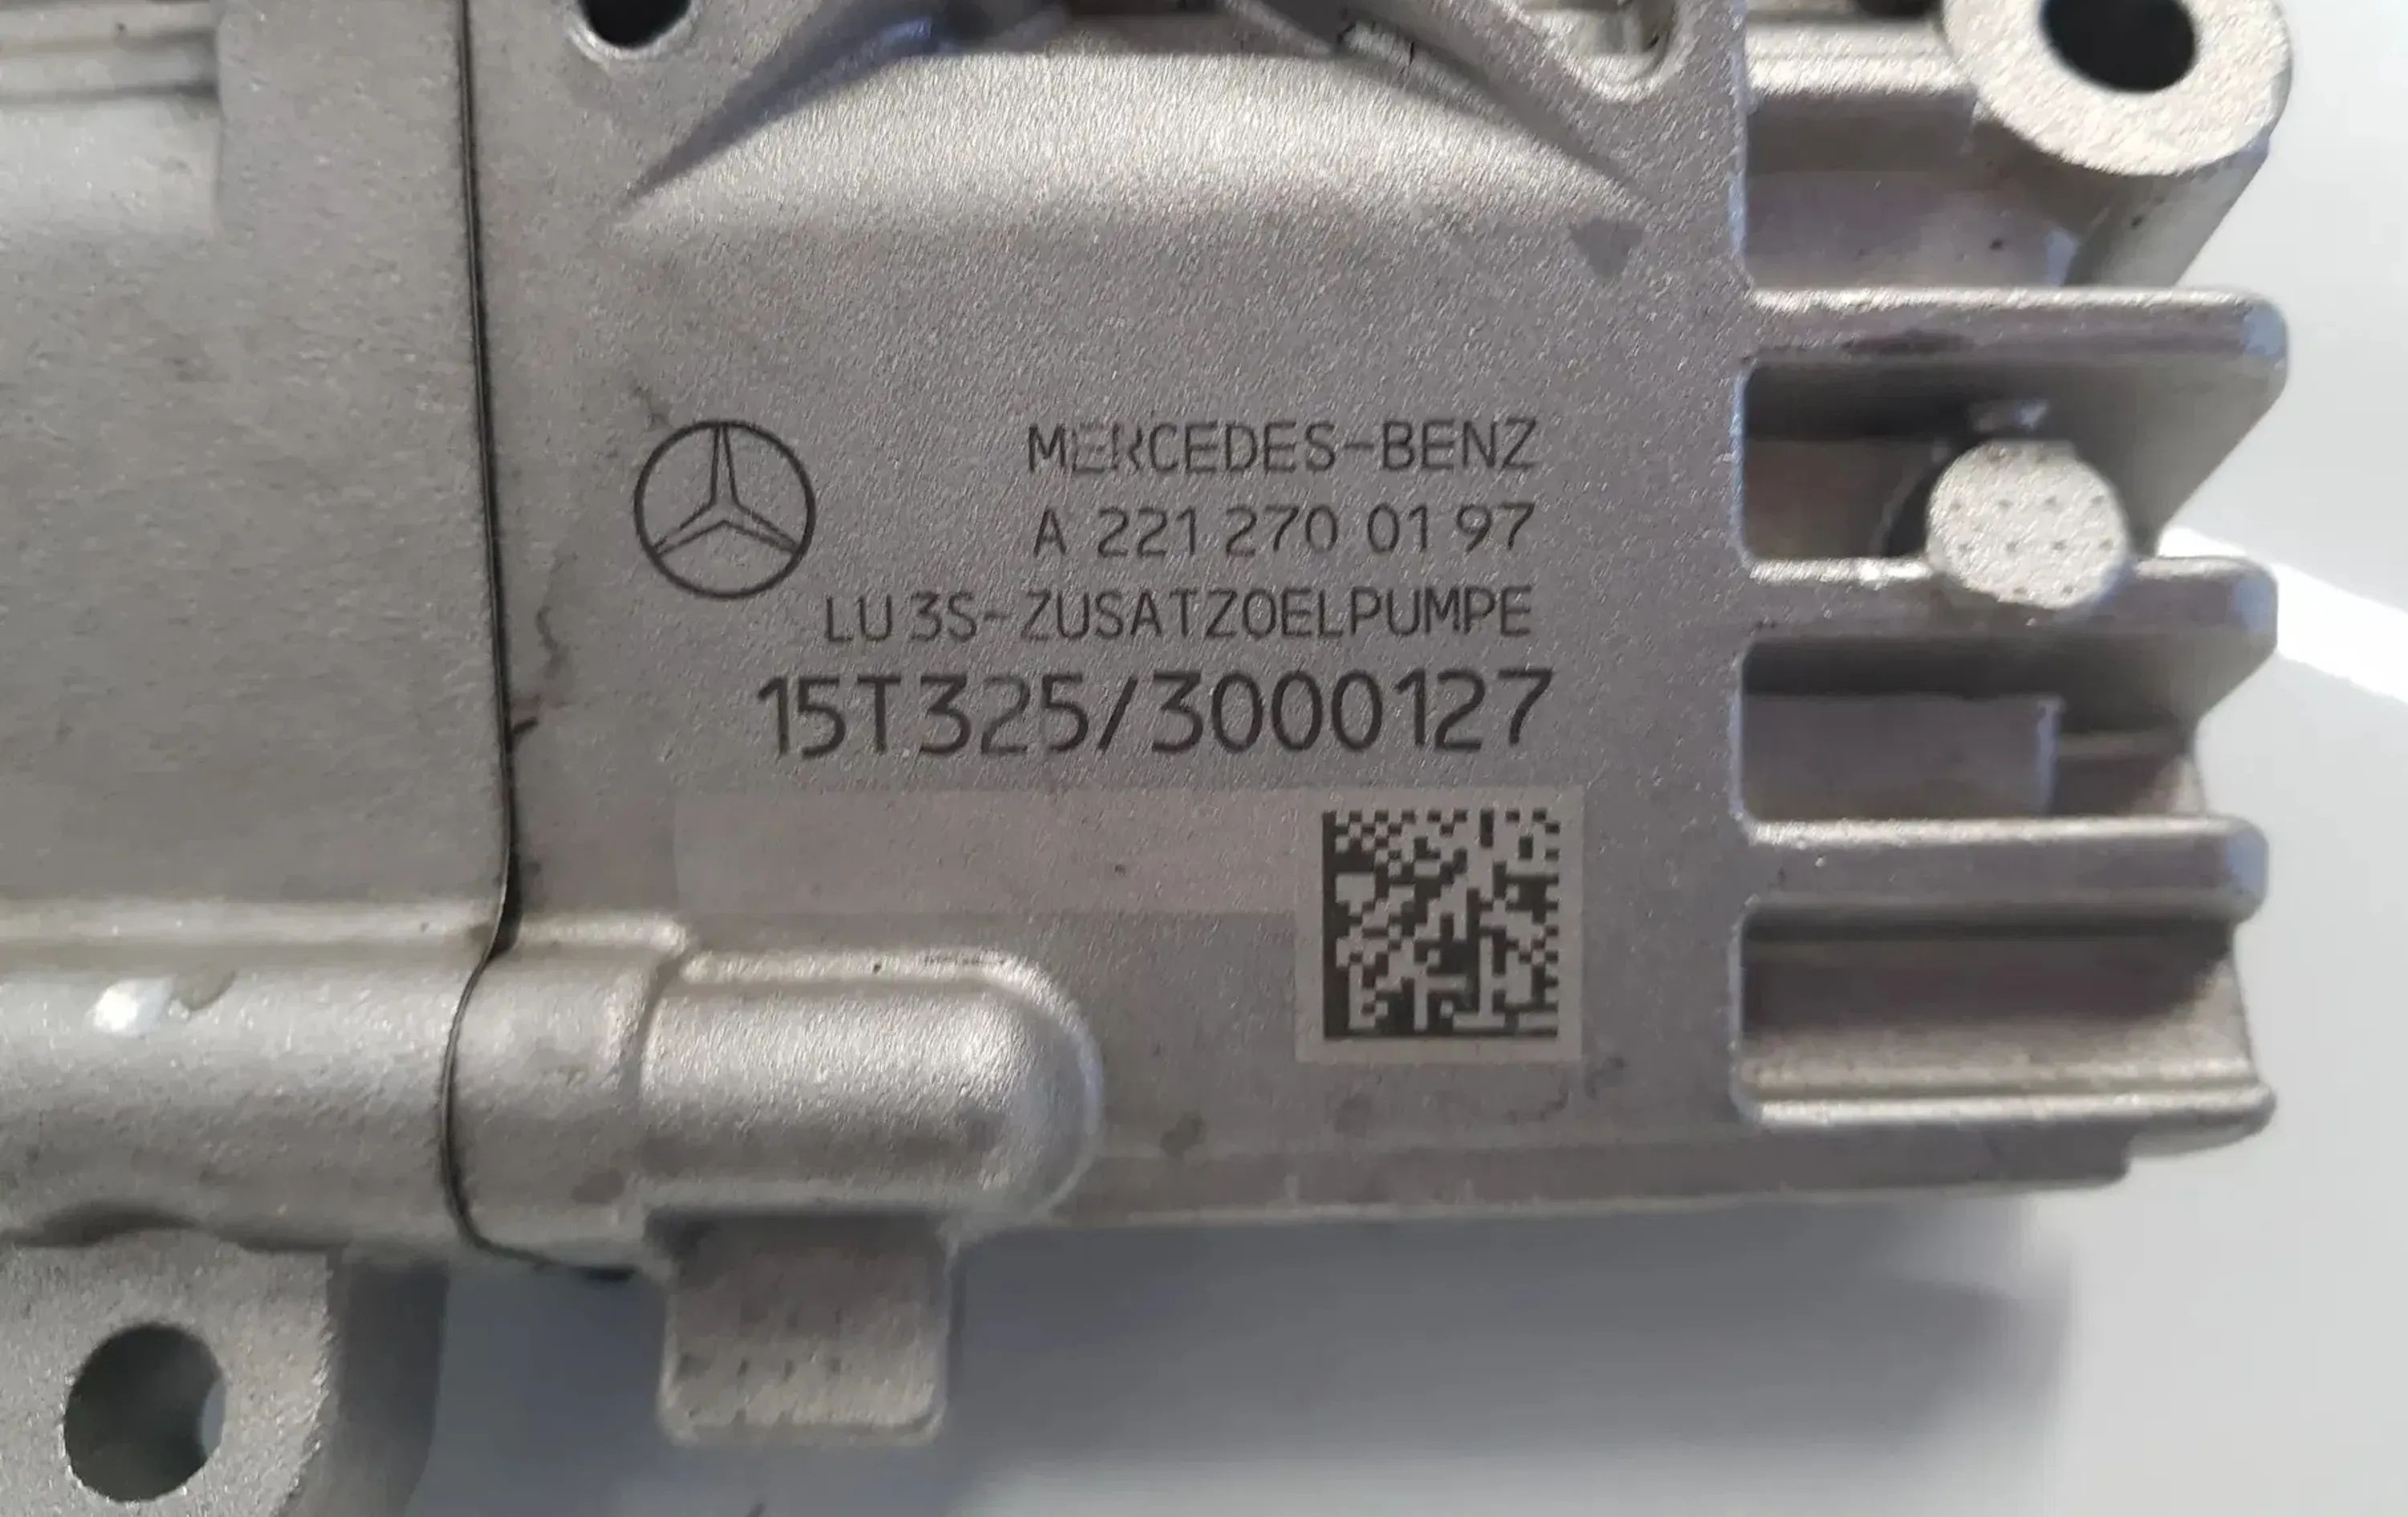 MERCEDES-BENZ
A 221 270 01 97
LU 3S-ZUSATZOELPUMPE
15T325/3000127